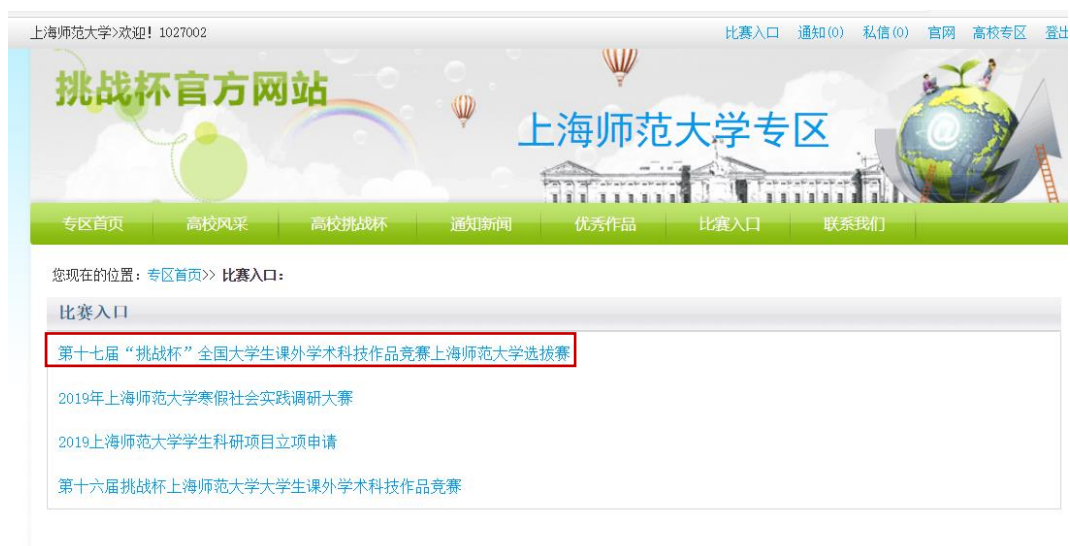 上海师范大学>欢迎! 1027002
比赛入口 通知(0) 私信(0) 官网 高校专区 登出
挑战杯官方网站
上海师范大学专区
专区首页 高校风采 高校挑战杯 通知新闻 优秀作品 比赛入口 联系我们
您现在的位置：专区首页>> 比赛入口：
比赛入口
第十七届“挑战杯”全国大学生课外学术科技作品竞赛上海师范大学选拔赛
2019年上海师范大学寒假社会实践调研大赛
2019上海师范大学学生科研项目立项申请
第十六届挑战杯上海师范大学大学生课外学术科技作品竞赛